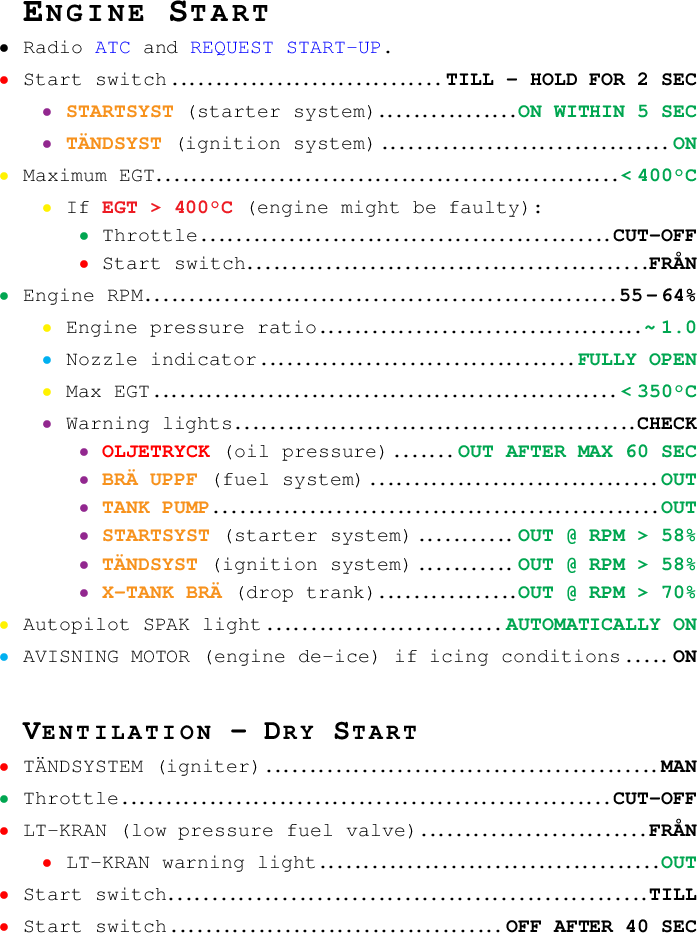 ENGINE START
• Radio ATC and REQUEST START-UP.
• Start switch .............................. TILL - HOLD FOR 2 SEC
• STARTSYST (starter system) ................ ON WITHIN 5 SEC
• TÄNDSYST (ignition system) ................................ ON
• Maximum EGT .................................................... < 400°C
• If EGT > 400°C (engine might be faulty):
• Throttle .............................................. CUT-OFF
• Start switch ............................................. FRÅN
• Engine RPM ..................................................... 55 - 64%
• Engine pressure ratio .................................... ~ 1.0
• Nozzle indicator ................................... FULLY OPEN
• Max EGT .................................................... < 350°C
• Warning lights ............................................. CHECK
• OLJETRYCK (oil pressure) ....... OUT AFTER MAX 60 SEC
• BRÄ UPPF (fuel system) ................................ OUT
• TANK PUMP .................................................. OUT
• STARTSYST (starter system) ........... OUT @ RPM > 58%
• TÄNDSYST (ignition system) ........... OUT @ RPM > 58%
• X-TANK BRÄ (drop trank) ................ OUT @ RPM > 70%
• Autopilot SPAK light ........................... AUTOMATICALLY ON
• AVISNING MOTOR (engine de-ice) if icing conditions ..... ON
VENTILATION - DRY START
• TÄNDSYSTEM (igniter) ............................................ MAN
• Throttle ....................................................... CUT-OFF
• LT-KRAN (low pressure fuel valve) .......................... FRÅN
• LT-KRAN warning light ...................................... OUT
• Start switch ...................................................... TILL
• Start switch ..................................... OFF AFTER 40 SEC